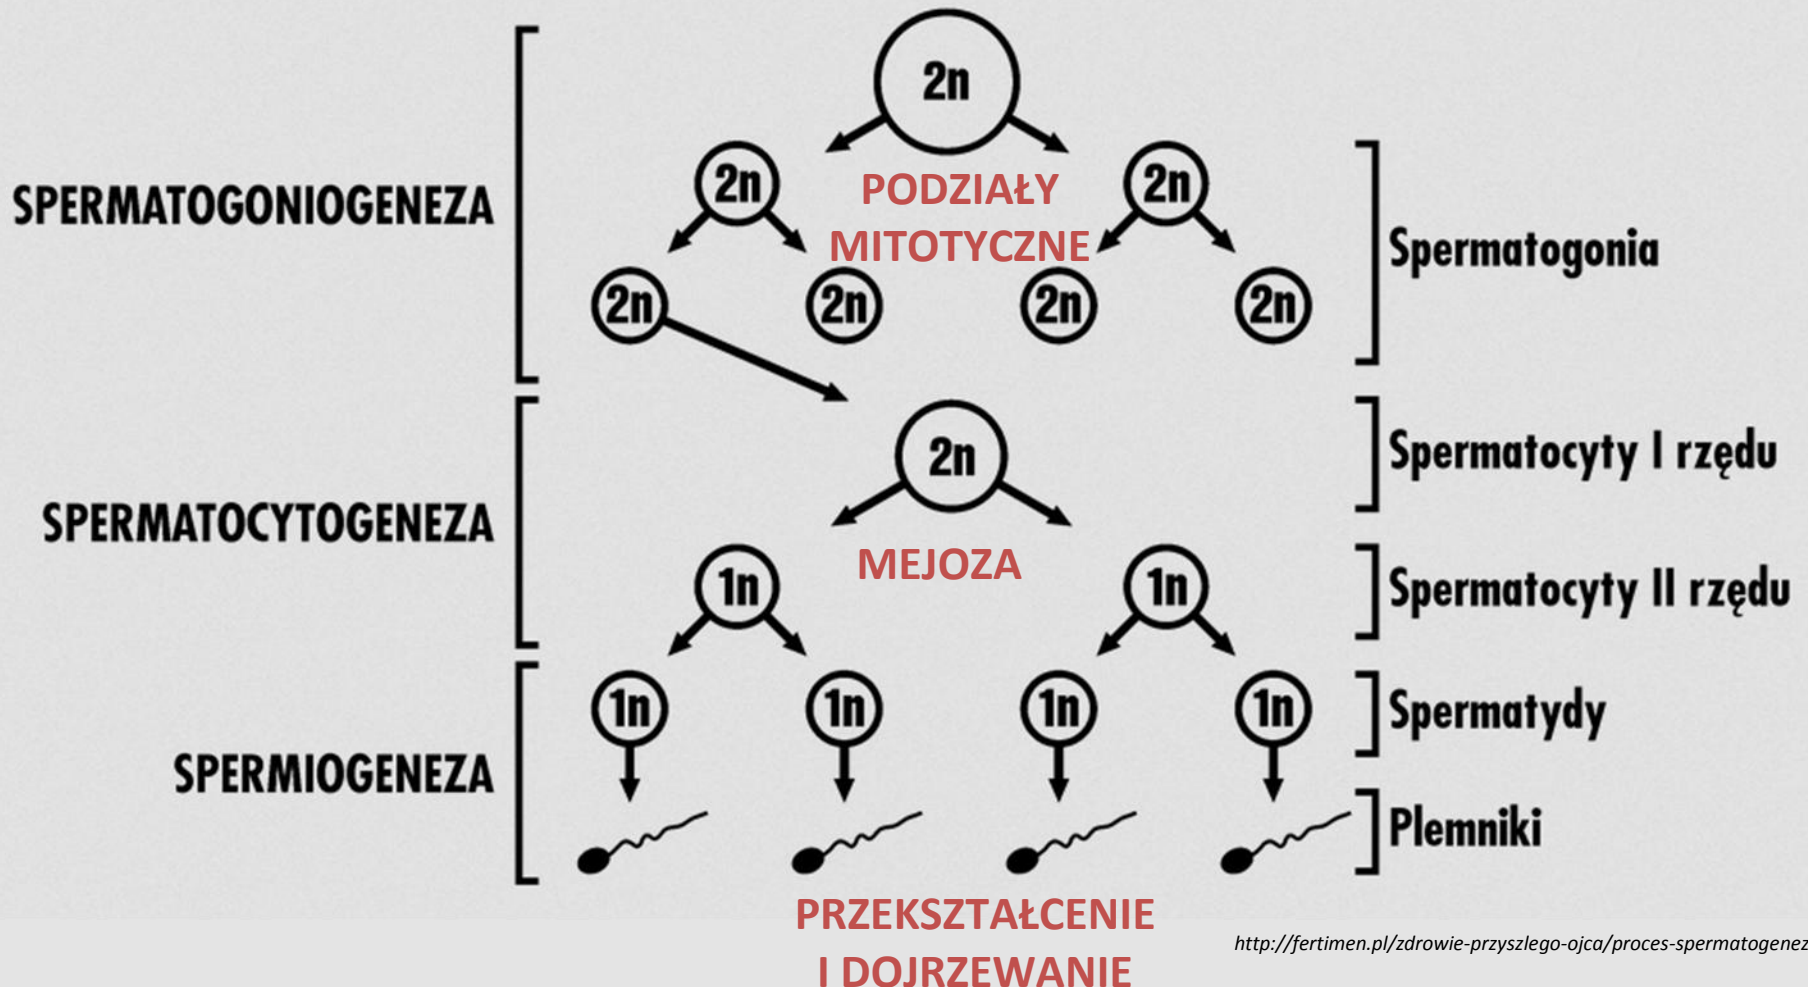 2n
2n
2n
PODZIAŁY
MITOTYCZNE
SPERMATOGONIOGENEZA
Spermatogonia
2n
2n
2n
2n
2n
Spermatocyty I rzędu
SPERMATOCYTOGENEZA
MEJOZA
1n
1n
Spermatocyty II rzędu
1n
1n
1n
1n
Spermatydy
SPERMIOGENEZA
Plemniki
PRZEKSZTAŁCENIE
I DOJRZEWANIE
http://fertimen.pl/zdrowie-przyszlego-ojca/proces-spermatogenez